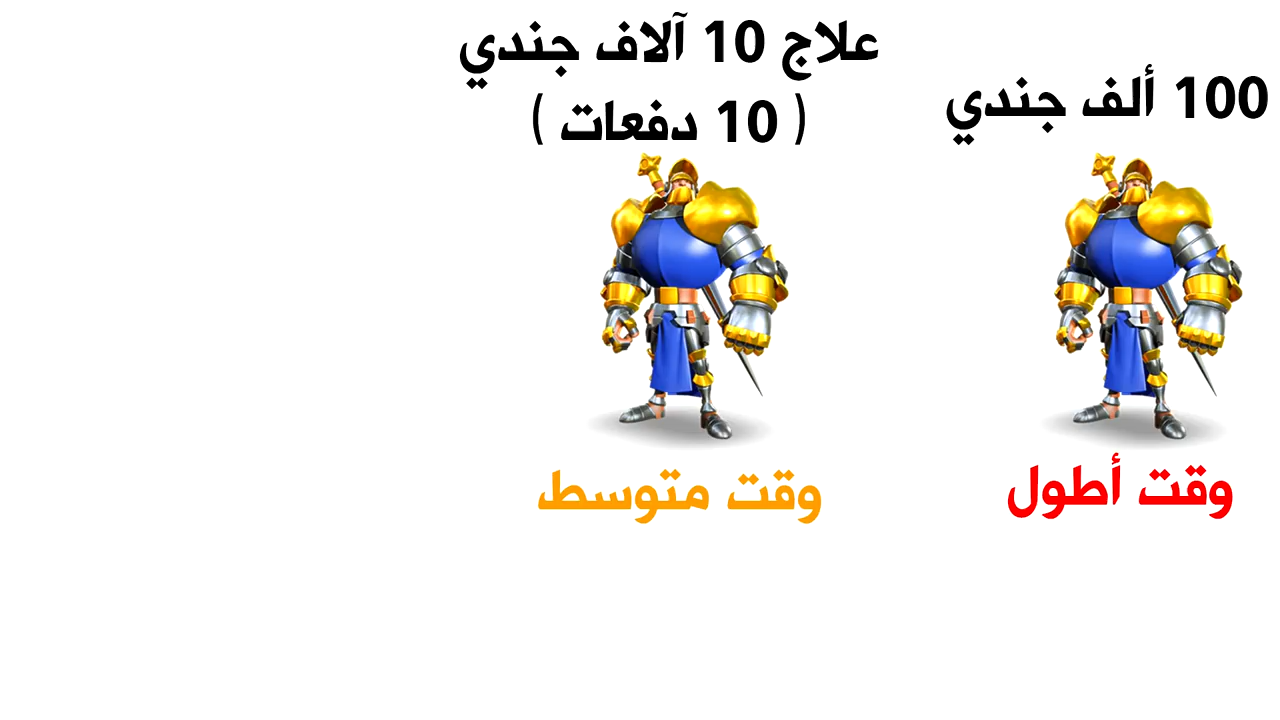 100 ألف جندي
وقت أطول
علاج 10 آلاف جندي
( 10 دفعات )
وقت متوسط